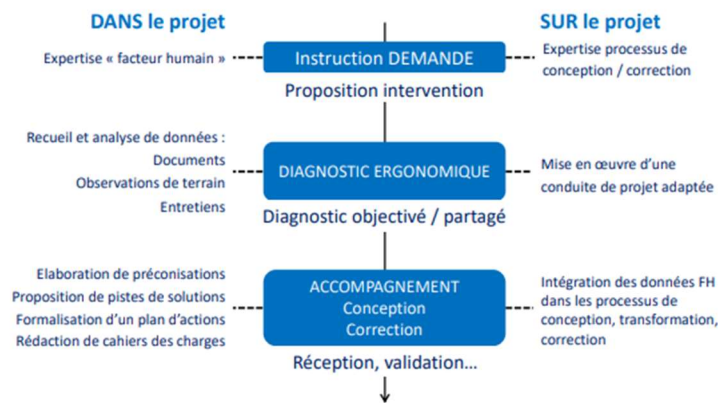 DANS le projet
SUR le projet
Expertise « facteur humain »
Instruction DEMANDE
Expertise processus de
conception / correction
Proposition intervention
Recueil et analyse de données :
Documents
Observations de terrain
Entretiens
DIAGNOSTIC ERGONOMIQUE
Mise en œuvre d’une
conduite de projet adaptée
Diagnostic objectivé / partagé
Elaboration de préconisations
Proposition de pistes de solutions
Formalisation d’un plan d’actions
Rédaction de cahiers des charges
ACCOMPAGNEMENT
Conception
Correction
Intégration des données FH
dans les processus de
conception, transformation,
correction
Réception, validation…